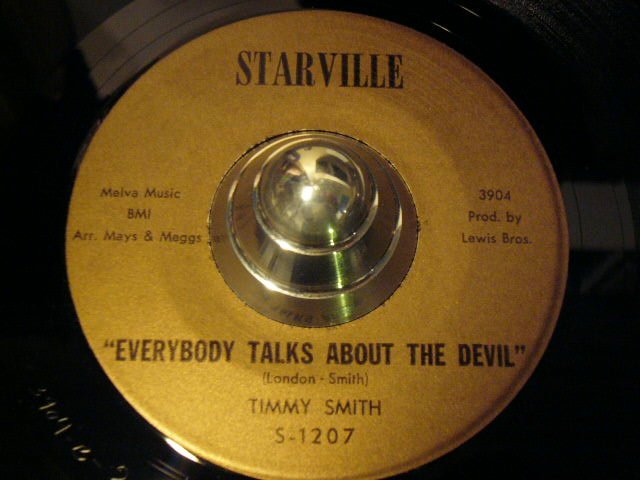 STARVILLE
Melva Music
BMI
Arr. Mays & Meggs
3904
Prod. by
Lewis Bros.
"EVERYBODY TALKS ABOUT THE DEVIL"
(London - Smith)
TIMMY SMITH
S-1207